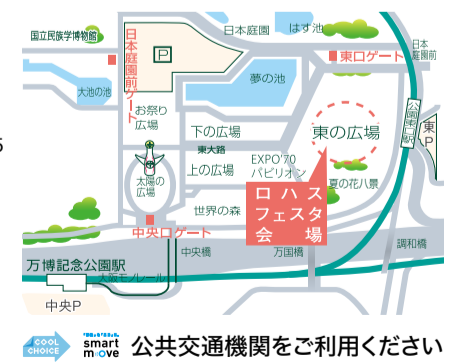 国立民族学博物館
日本庭園前ゲート
P
日本庭園
はす池
東口ゲート
日本
庭園前
大池の池
お祭り
広場
夢の池
公園東口駅
東
P
下の広場
東の広場
東大路
上の広場
EXPO'70
パビリオン
太陽の
広場
夏の花八景
ロハス
フェスタ
会場
世界の森
中央口ゲート
中央橋
万国橋
調和橋
万博記念公園駅
大阪モノレール
中央P
COOL
CHOICE
smart
move
公共交通機関をご利用ください